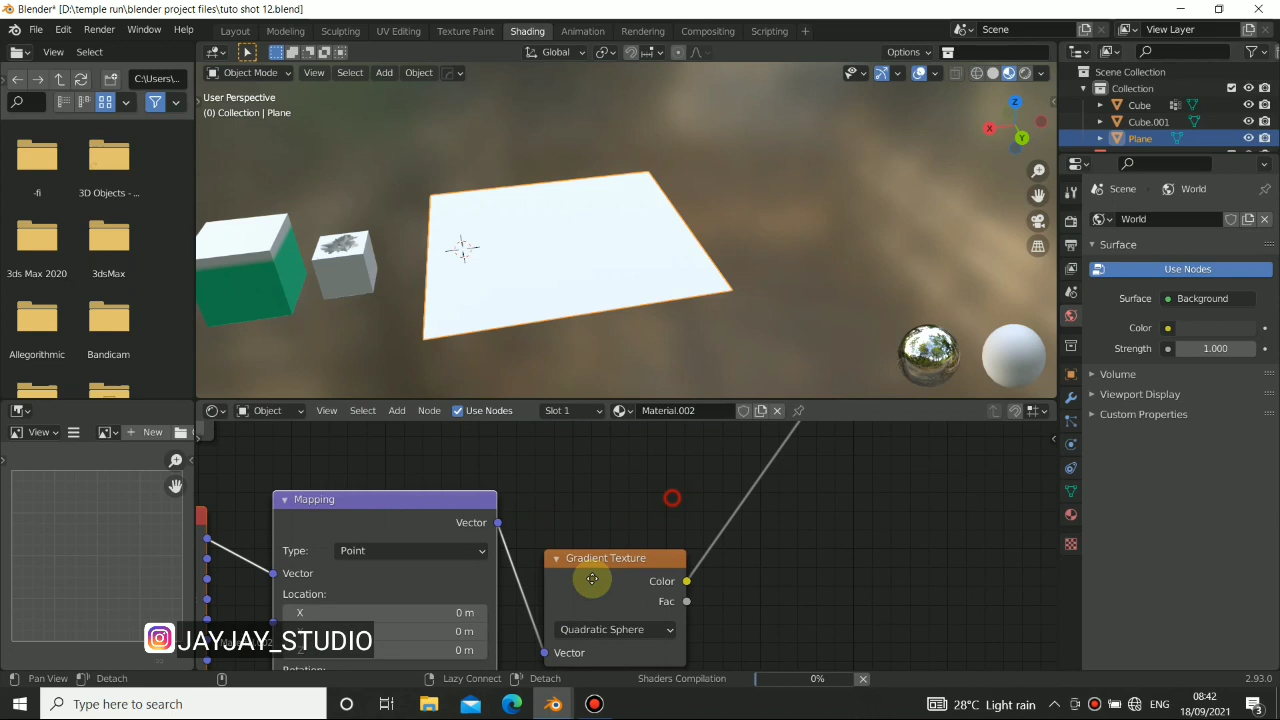 Blender* [D:\temple run\blender project files\tuto shot 12.blend]
File Edit Render Window Help Layout Modeling Sculpting UV Editing Texture Paint Shading Animation Rendering Compositing Scripting + Scene View Layer
View Select Global Options
C:\Users\... Object Mode View Select Add Object
User Perspective
(0) Collection | Plane
Z
X
Y
Scene Collection
Collection
Cube
Cube.001
Plane
-fi 3D Objects - ...
3ds Max 2020 3dsMax
Allegorithmic Bandicam
Scene World
World
Surface
Use Nodes
Surface Background
Color
Strength 1.000
Volume
Viewport Display
Custom Properties
Object View Select Add Node Use Nodes Slot 1 Material.002
View New
Mapping
Vector
Type: Point
Vector
Location:
X 0 m
Y 0 m
0 m
Gradient Texture
Color
Fac
Quadratic Sphere
Vector
JAYJAY_STUDIO
Pan View Detach Lazy Connect Detach Shaders Compilation 0% 2.93.0
Type here to search 28°C Light rain ENG 08:42
18/09/2021 3